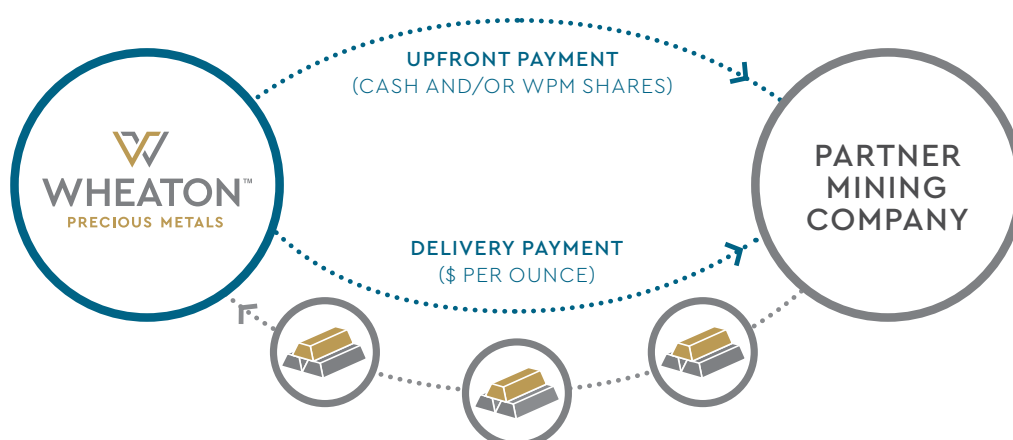 UPFRONT PAYMENT
(CASH AND/OR WPM SHARES)
WHEATON™
PRECIOUS METALS
PARTNER
MINING
COMPANY
DELIVERY PAYMENT
($ PER OUNCE)